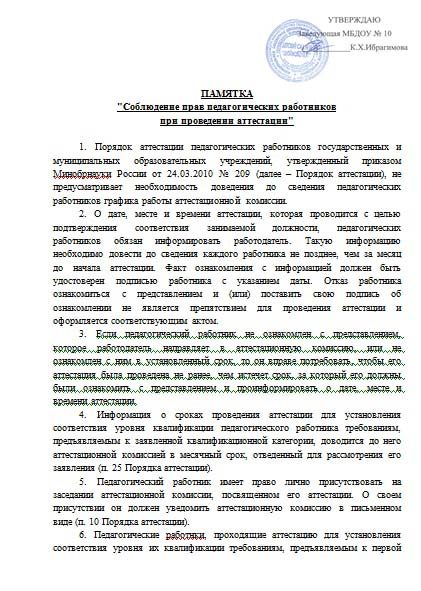 УТВЕРЖДАЮ
Заведующая МБДОУ № 10
К.Х.Ибрагимова
ПАМЯТКА
"Соблюдение прав педагогических работников
при проведении аттестации"
1. Порядок аттестации педагогических работников государственных и
муниципальных образовательных учреждений, утвержденный приказом
Минобрнауки России от 24.03.2010 № 209 (далее – Порядок аттестации), не
предусматривает необходимость доведения до сведения педагогических
работников графика работы аттестационной комиссии.
2. О дате, месте и времени аттестации, которая проводится с целью
подтверждения соответствия занимаемой должности, педагогических
работников обязан информировать работодатель. Такую информацию
необходимо довести до сведения каждого работника не позднее, чем за месяц
до начала аттестации. Факт ознакомления с информацией должен быть
удостоверен подписью работника с указанием даты. Отказ работника
ознакомиться с представлением и (или) поставить свою подпись об
ознакомлении не является препятствием для проведения аттестации и
оформляется соответствующим актом.
3. Если педагогический работник не ознакомлен с представлением,
которое работодатель направляет в аттестационную комиссию, или не
ознакомлен с ним в установленный срок, то он вправе потребовать, чтобы его
аттестация была проведена не ранее, чем истечет срок, за который его должны
были ознакомить с представлением и проинформировать о дате, месте и
времени аттестации.
4. Информация о сроках проведения аттестации для установления
соответствия уровня квалификации педагогического работника требованиям,
предъявляемым к заявленной квалификационной категории, доводится до него
аттестационной комиссией в месячный срок, отведенный для рассмотрения его
заявления (п. 25 Порядка аттестации).
5. Педагогический работник имеет право лично присутствовать на
заседании аттестационной комиссии, посвященном его аттестации. О своем
присутствии он должен уведомить аттестационную комиссию в письменном
виде (п. 10 Порядка аттестации).
6. Педагогические работнки, проходящие аттестацию для установления
соответствия уровня их квалификации требованиям, предъявляемым к первой